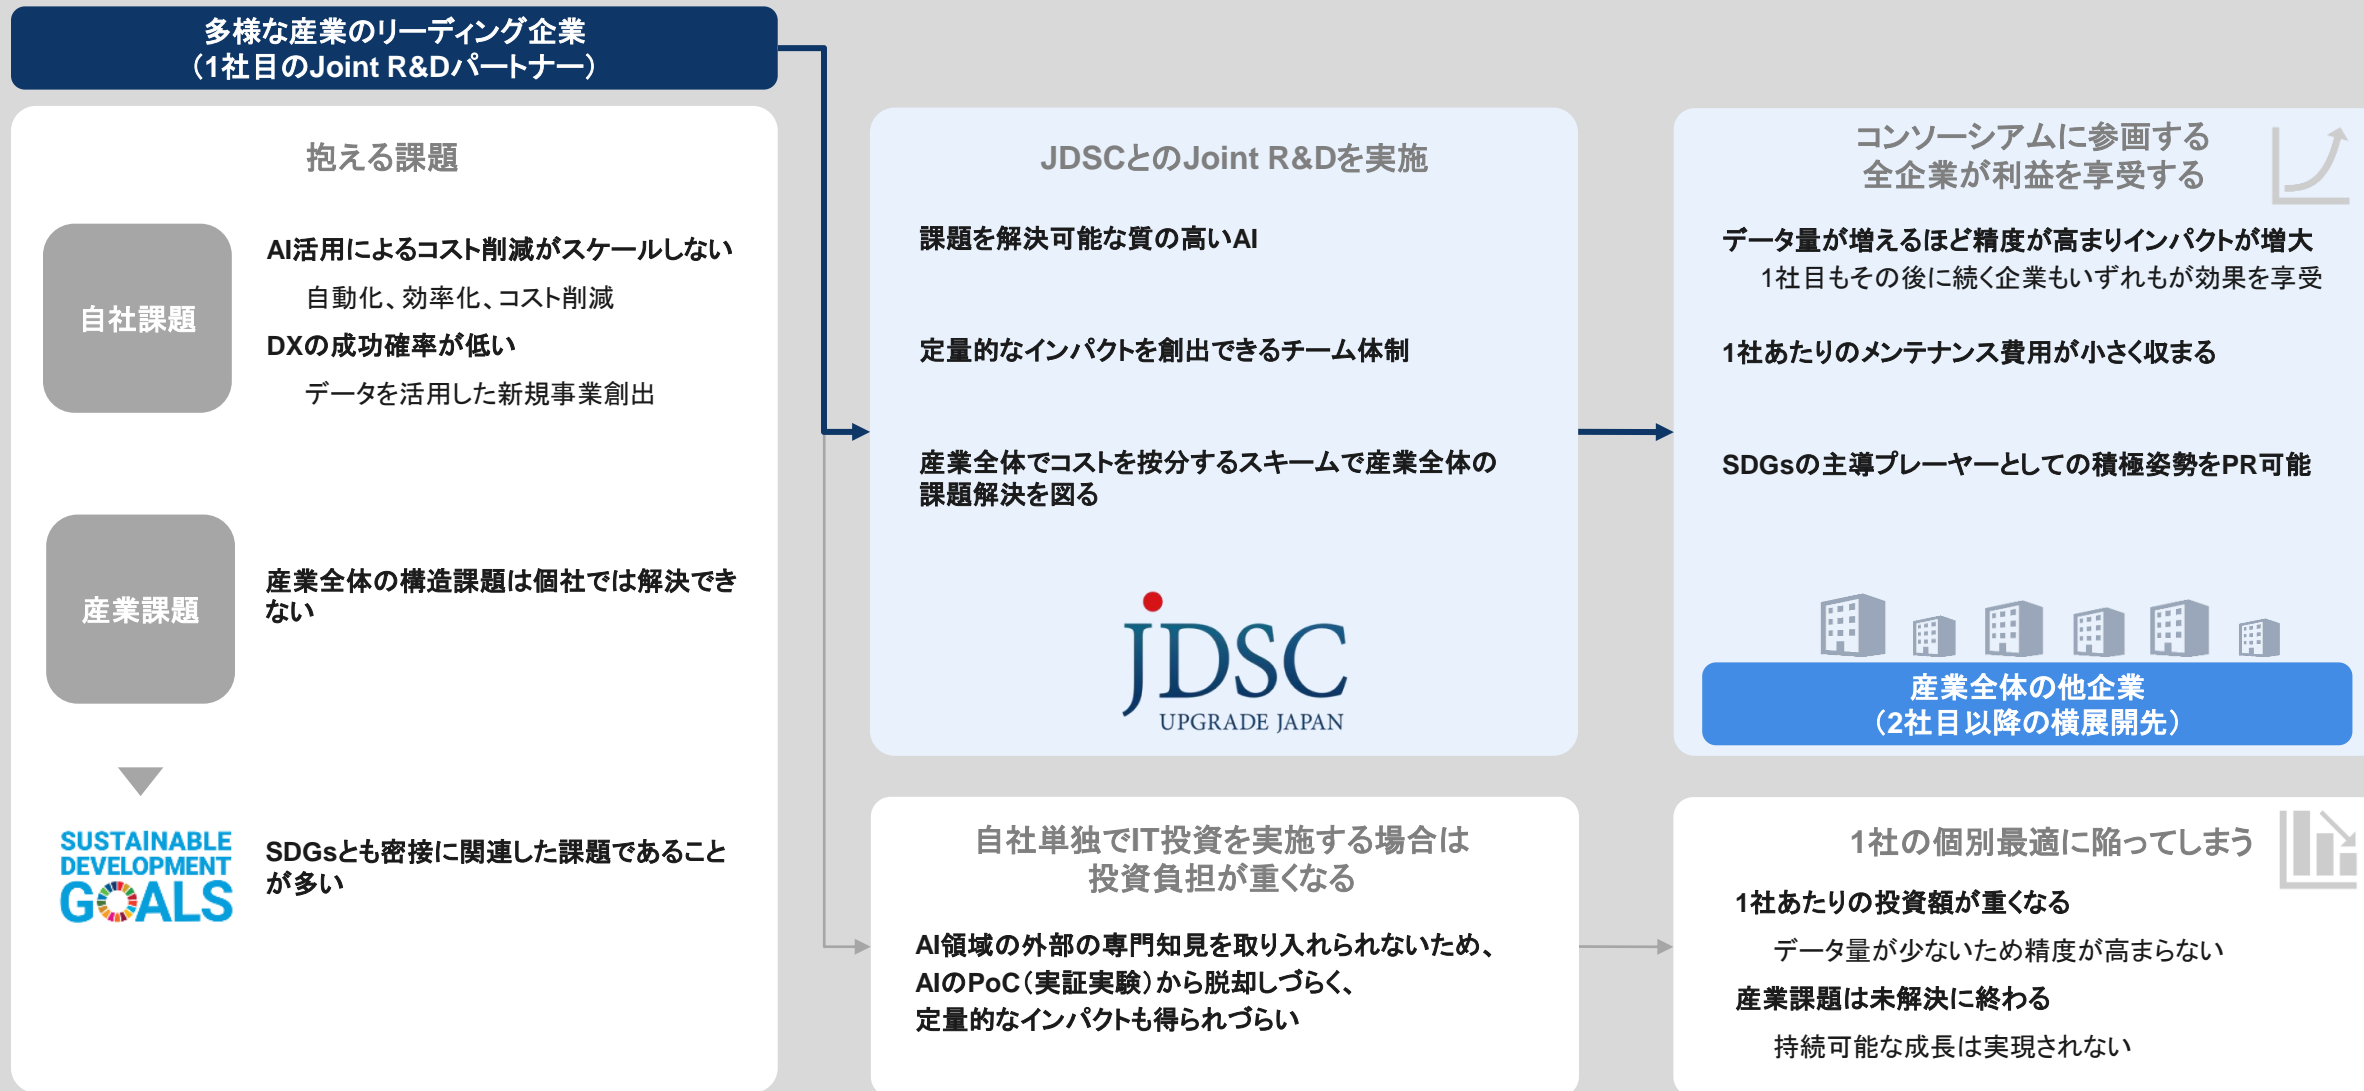 多様な産業のリーディング企業
（1社目のJoint R&Dパートナー）
抱える課題
自社課題
AI活用によるコスト削減がスケールしない
自動化、効率化、コスト削減
DXの成功確率が低い
データを活用した新規事業創出
産業課題
産業全体の構造課題は個社では解決でき
ない
SUSTAINABLE
DEVELOPMENT
GOALS
SDGsとも密接に関連した課題であること
が多い
JDSCとのJoint R&Dを実施
課題を解決可能な質の高いAI
定量的なインパクトを創出できるチーム体制
産業全体でコストを按分するスキームで産業全体の
課題解決を図る
JDSC
UPGRADE JAPAN
コンソーシアムに参画する
全企業が利益を享受する
データ量が増えるほど精度が高まりインパクトが増大
1社目もその後に続く企業もいずれもが効果を享受
1社あたりのメンテナンス費用が小さく収まる
SDGsの主導プレーヤーとしての積極姿勢をPR可能
産業全体の他企業
（2社目以降の横展開先）
自社単独でIT投資を実施する場合は
投資負担が重くなる
AI領域の外部の専門知見を取り入れられないため、
AIのPoC（実証実験）から脱却しづらく、
定量的なインパクトも得られづらい
1社の個別最適に陥ってしまう
1社あたりの投資額が重くなる
データ量が少ないため精度が高まらない
産業課題は未解決に終わる
持続可能な成長は実現されない